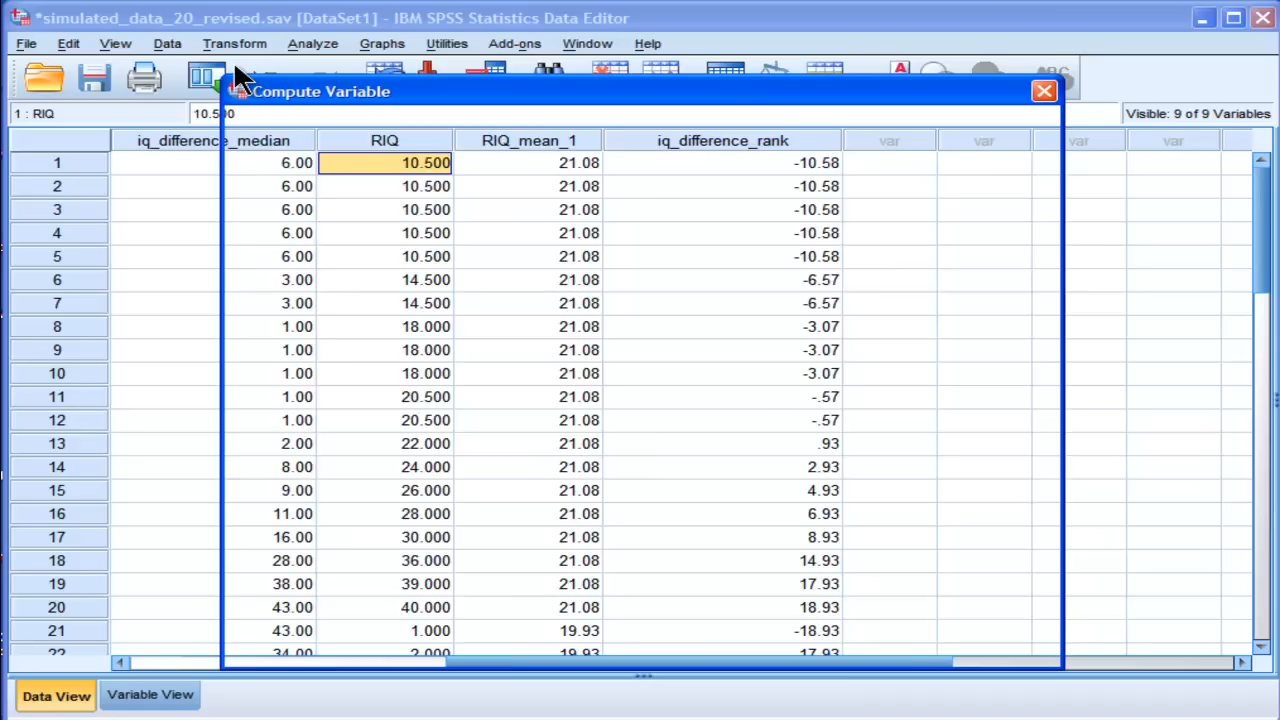 *simulated_data_20_revised.sav [DataSet1] - IBM SPSS Statistics Data Editor
File Edit View Data Transform Analyze Graphs Utilities Add-ons Window Help
Compute Variable
1 : RIQ 10.500 Visible: 9 of 9 Variables
iq_difference_median RIQ RIQ_mean_1 iq_difference_rank var var var var
1 6.00 10.500 21.08 -10.58
2 6.00 10.500 21.08 -10.58
3 6.00 10.500 21.08 -10.58
4 6.00 10.500 21.08 -10.58
5 6.00 10.500 21.08 -10.58
6 3.00 14.500 21.08 -6.57
7 3.00 14.500 21.08 -6.57
8 1.00 18.000 21.08 -3.07
9 1.00 18.000 21.08 -3.07
10 1.00 18.000 21.08 -3.07
11 1.00 20.500 21.08 -.57
12 1.00 20.500 21.08 -.57
13 2.00 22.000 21.08 .93
14 8.00 24.000 21.08 2.93
15 9.00 26.000 21.08 4.93
16 11.00 28.000 21.08 6.93
17 16.00 30.000 21.08 8.93
18 28.00 36.000 21.08 14.93
19 38.00 39.000 21.08 17.93
20 43.00 40.000 21.08 18.93
21 43.00 1.000 19.93 -18.93
22 34.00 2.000 19.93 -17.93
Data View Variable View